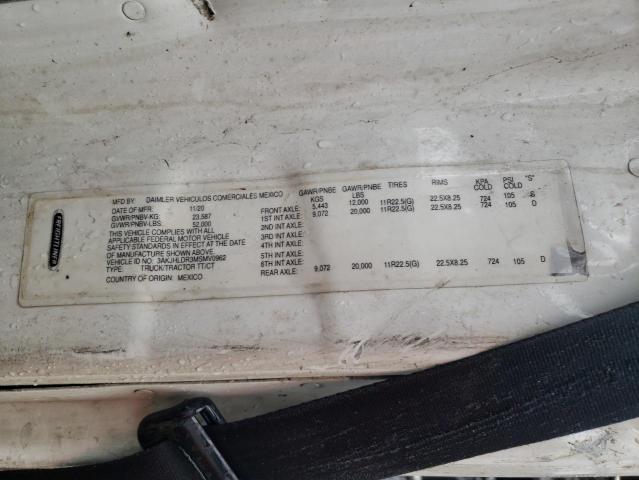 FREIGHTLINER
MFD BY: DAIMLER VEHICULOS COMERCIALES MEXICO
DATE OF MFR: 11/20
GVWR/PNBV-KG: 23,587
GVWR/PNBV-LBS: 52,000
THIS VEHICLE COMPLIES WITH ALL
APPLICABLE FEDERAL MOTOR VEHICLE
SAFETY STANDARDS IN EFFECT AT THE DATE
OF MANUFACTURE SHOWN ABOVE.
VEHICLE ID NO: 3AKJHLDR3MSMV0962
TYPE: TRUCK/TRACTOR TT/CT
COUNTRY OF ORIGIN: MEXICO
GAWR/PNBE GAWR/PNBE TIRES RIMS KPA PSI "S"
KGS LBS COLD COLD
FRONT AXLE: 5,443 12,000 11R22.5(G) 22.5X8.25 724 105 S
1ST INT AXLE: 9,072 20,000 11R22.5(G) 22.5X8.25 724 105 D
2ND INT AXLE:
3RD INT AXLE:
4TH INT AXLE:
5TH INT AXLE:
6TH INT AXLE:
REAR AXLE: 9,072 20,000 11R22.5(G) 22.5X8.25 724 105 D